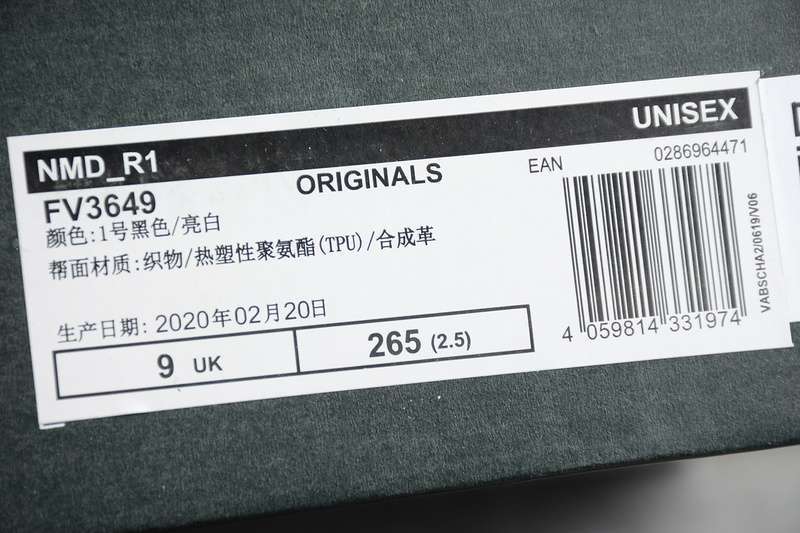 UNISEX
NMD_R1
ORIGINALS
EAN
0286964471
FV3649
颜色:1号黑色/亮白
帮面材质:织物/热塑性聚氨酯(TPU)/合成革
生产日期: 2020年02月20日
9 UK
265 (2.5)
4 059814 331974
VABSCHA2/0619/V06